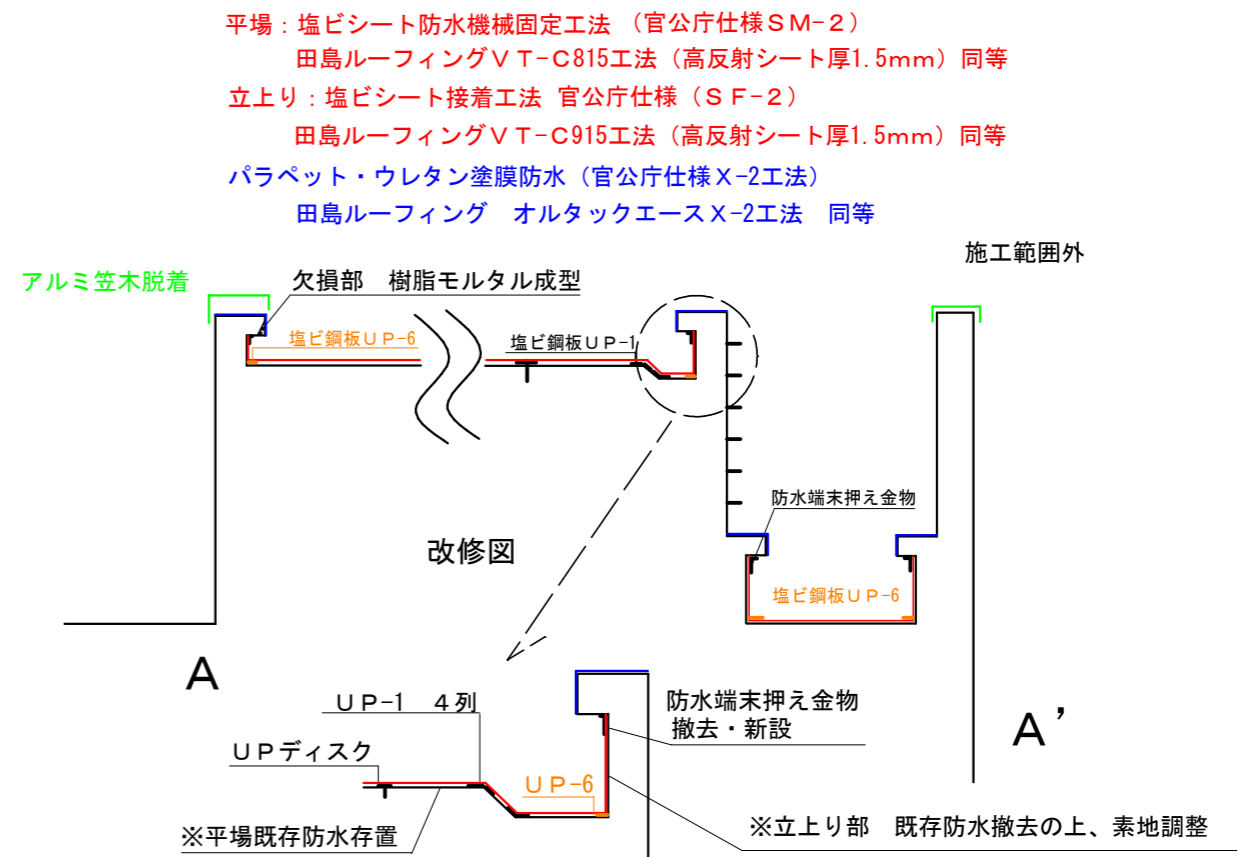 平場：塩ビシート防水機械固定工法 （官公庁�様ＳＭ-２）
田島ルーフィングＶＴ-Ｃ815工法（高反射シート厚1.5mm）同等
立上り：塩ビシート接着工法 官公庁仕様（ＳＦ-２）
田島ルーフィングＶＴ-Ｃ915工法（高反射シート厚1.5mm）同等
パラペット・ウレタン塗膜防水（官公庁仕様Ｘ-2工法）
田島ルーフィング　オルタックエースＸ-2工法　同等
施工範囲外
アルミ笠木脱着
欠損部　樹脂モルタル成型
塩ビ鋼板ＵＰ-6
塩ビ鋼板ＵＰ-1
防水端末押え金物
改修図
塩ビ鋼板ＵＰ-6
A
ＵＰ-1　４列
防水端末押え金物
撤去・新設
A’
ＵＰディスク
ＵＰ-6
※平場既存防水存置
※立上り部　既存防水撤去の上、素地調整